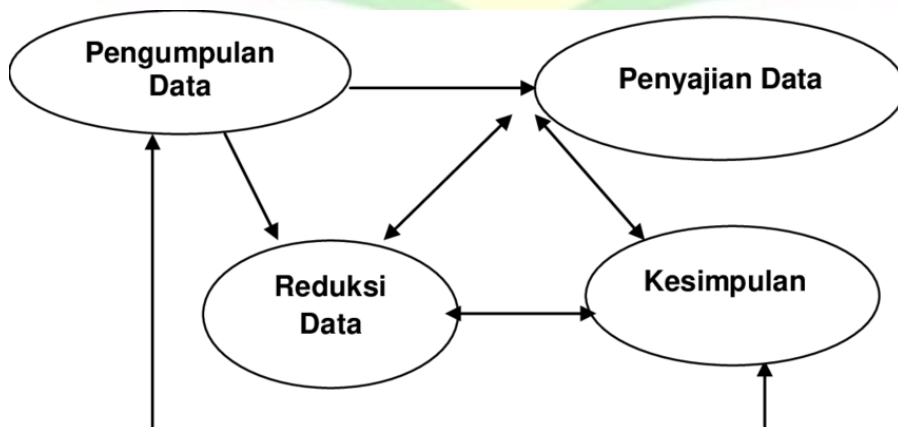 Pengumpulan
Data
Penyajian Data
Reduksi
Data
Kesimpulan